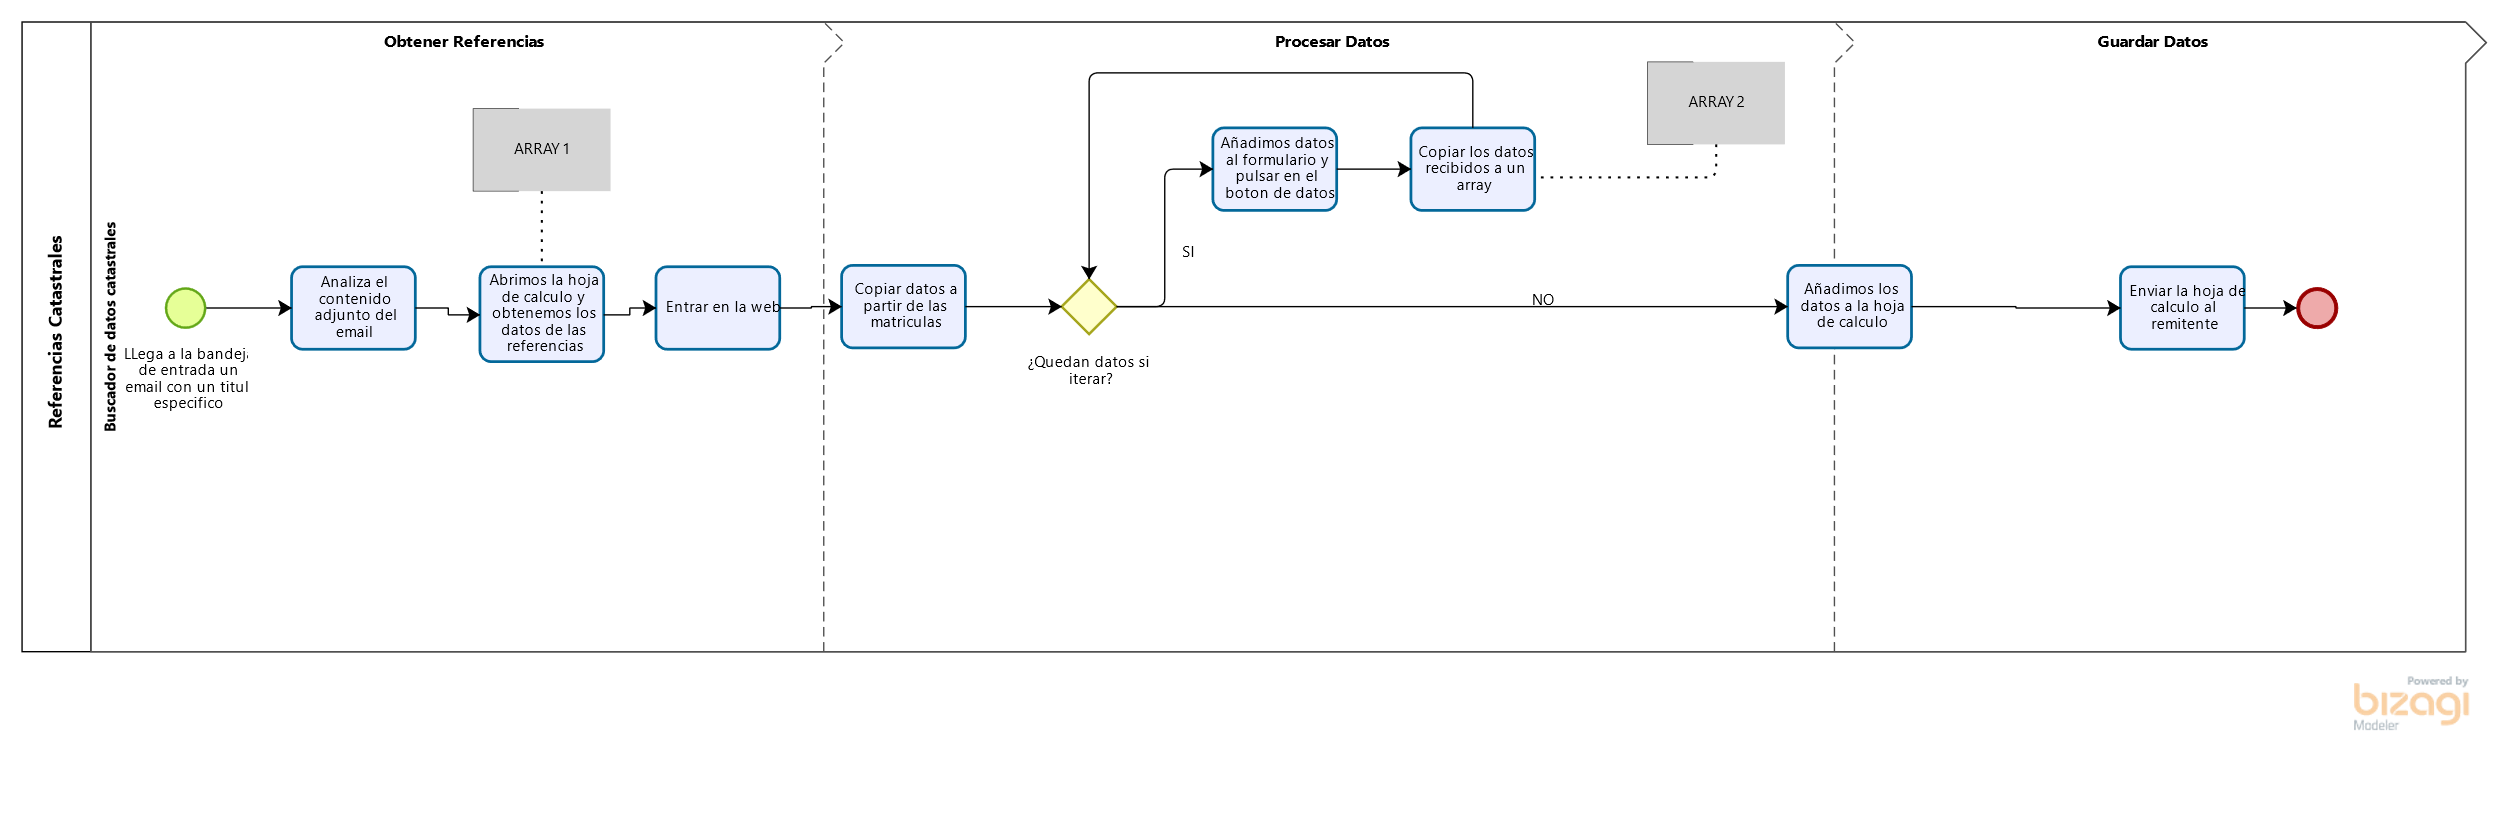 Obtener Referencias
Procesar Datos
Guardar Datos
Referencias Catastrales
Buscador de datos catastrales
ARRAY 1
ARRAY 2
LLega a la bandej
de entrada un
email con un titul
especifico
Analiza el
contenido
adjunto del
email
Abrimos la hoja
de calculo y
obtenemos los
datos de las
referencias
Entrar en la web
Copiar datos a
partir de las
matriculas
¿Quedan datos si
iterar?
SI
Añadimos datos
al formulario y
pulsar en el
boton de datos
Copiar los datos
recibidos a un
array
NO
Añadimos los
datos a la hoja
de calculo
Enviar la hoja de
calculo al
remitente
Powered by
bizagi
Modeler